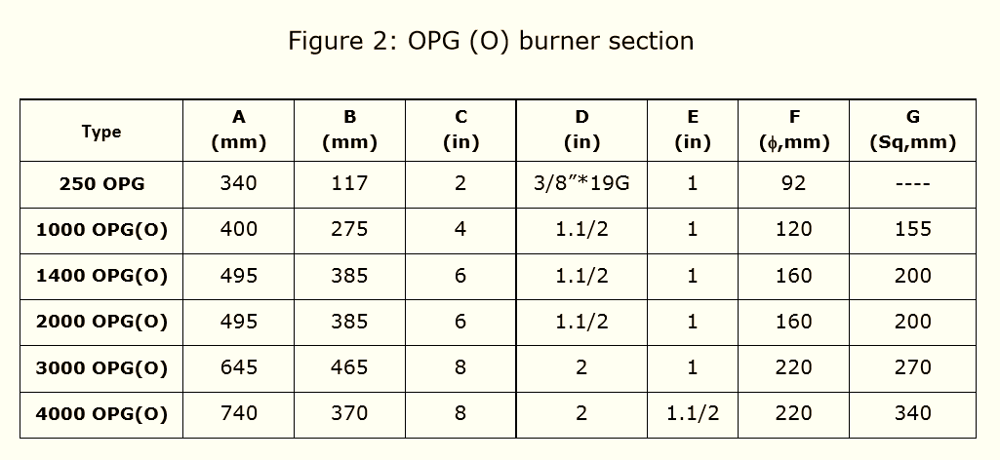 Figure 2: OPG (O) burner section
Type A (mm) B (mm) C (in) D (in) E (in) F (ϕ,mm) G (Sq,mm)
250 OPG 340 117 2 3/8″*19G 1 92 ----
1000 OPG(O) 400 275 4 1.1/2 1 120 155
1400 OPG(O) 495 385 6 1.1/2 1 160 200
2000 OPG(O) 495 385 6 1.1/2 1 160 200
3000 OPG(O) 645 465 8 2 1 220 270
4000 OPG(O) 740 370 8 2 1.1/2 220 340